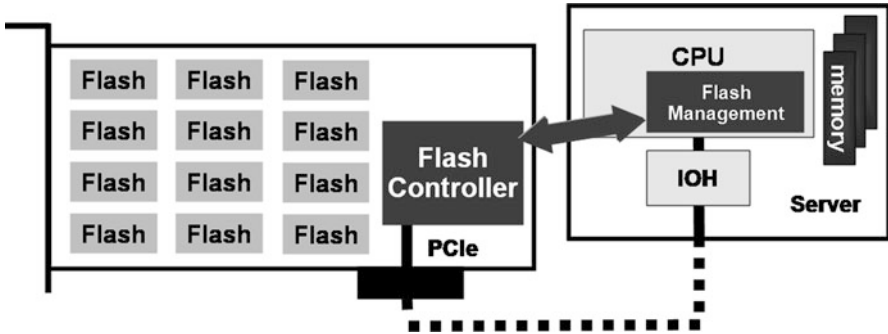 Flash Flash Flash
Flash Flash Flash
Flash Flash Flash
Flash Flash Flash
Flash
Controller
PCIe
CPU
Flash
Management
memory
IOH
Server